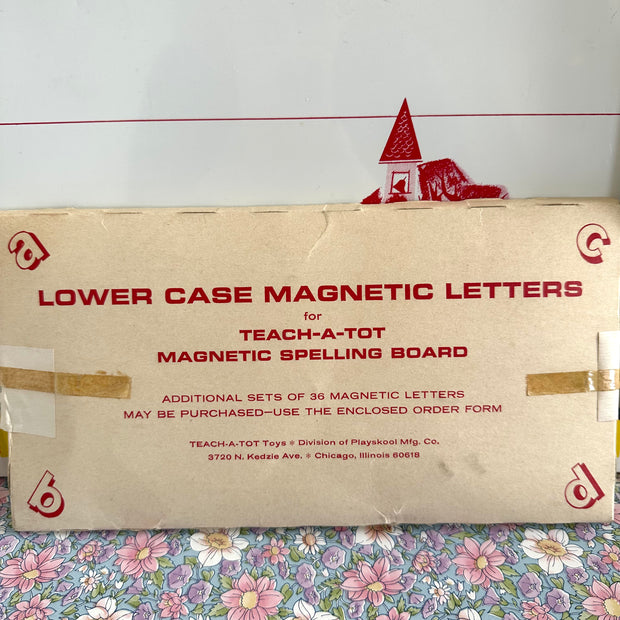 a
c
LOWER CASE MAGNETIC LETTERS
for
TEACH-A-TOT
MAGNETIC SPELLING BOARD
ADDITIONAL SETS OF 36 MAGNETIC LETTERS
MAY BE PURCHASED—USE THE ENCLOSED ORDER FORM
TEACH-A-TOT Toys * Division of Playskool Mfg. Co.
3720 N. Kedzie Ave. * Chicago, Illinois 60618
b
d